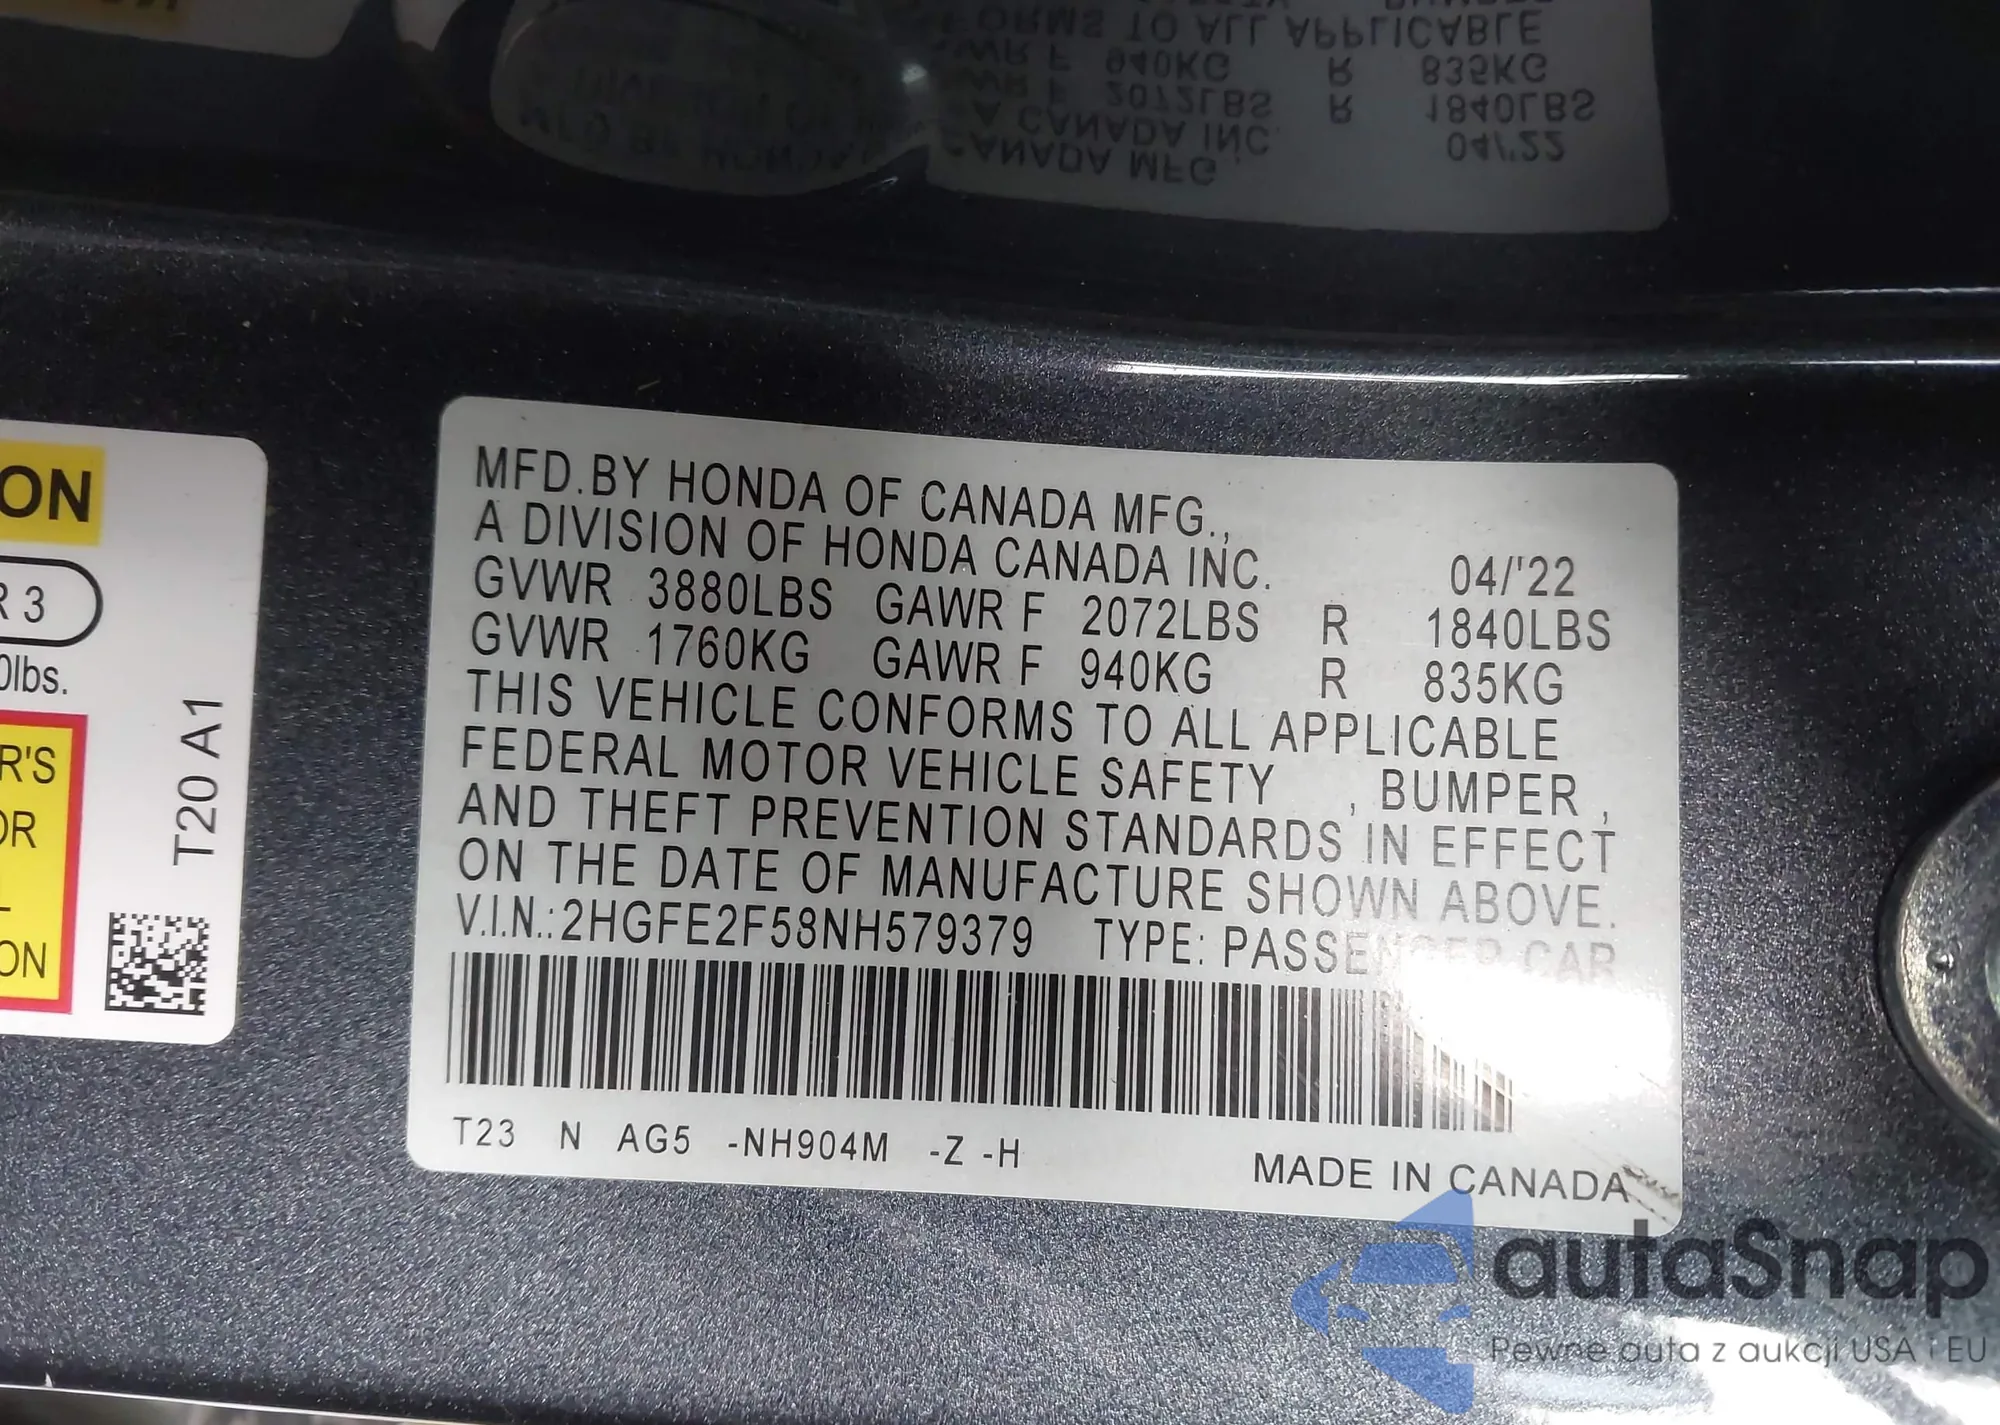 MFD.BY HONDA OF CANADA MFG.,
A DIVISION OF HONDA CANADA INC. 04/'22
GVWR 3880LBS GAWR F 2072LBS R 1840LBS
GVWR 1760KG GAWR F 940KG R 835KG
THIS VEHICLE CONFORMS TO ALL APPLICABLE
FEDERAL MOTOR VEHICLE SAFETY , BUMPER ,
AND THEFT PREVENTION STANDARDS IN EFFECT
ON THE DATE OF MANUFACTURE SHOWN ABOVE.
V.I.N.:2HGFE2F58NH579379 TYPE: PASSENGER CAR
T23 N AG5 -NH904M -Z -H
MADE IN CANADA
ON
R 3
0lbs.
R'S
OR
L
ON
T20 A1
autaSnap
Pewne auta z aukcji USA i EU